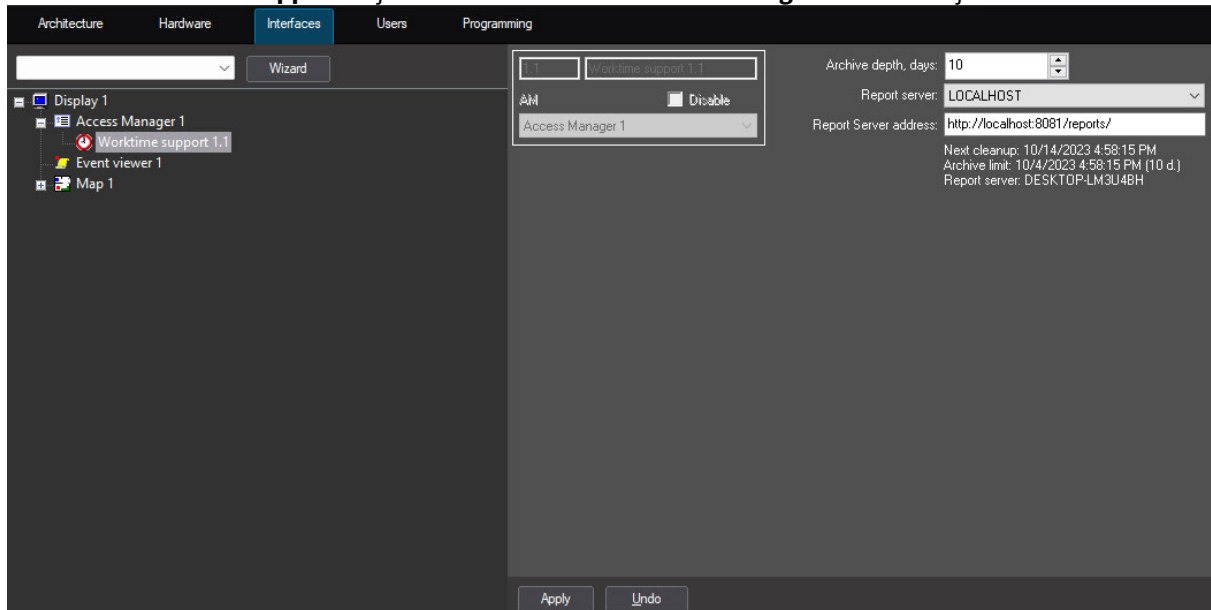 Architecture Hardware Interfaces Users Programming
Wizard
Display 1
Access Manager 1
Worktime support 1.1
Event viewer 1
Map 1
1.1 Worktime support 1.1
AM Disable
Access Manager 1
Archive depth, days: 10
Report server: LOCALHOST
Report Server address: http://localhost:8081/reports/
Next cleanup: 10/14/2023 4:58:15 PM
Archive limit: 10/4/2023 4:58:15 PM (10 d.)
Report server: DESKTOP-LM3U4BH
Apply Undo